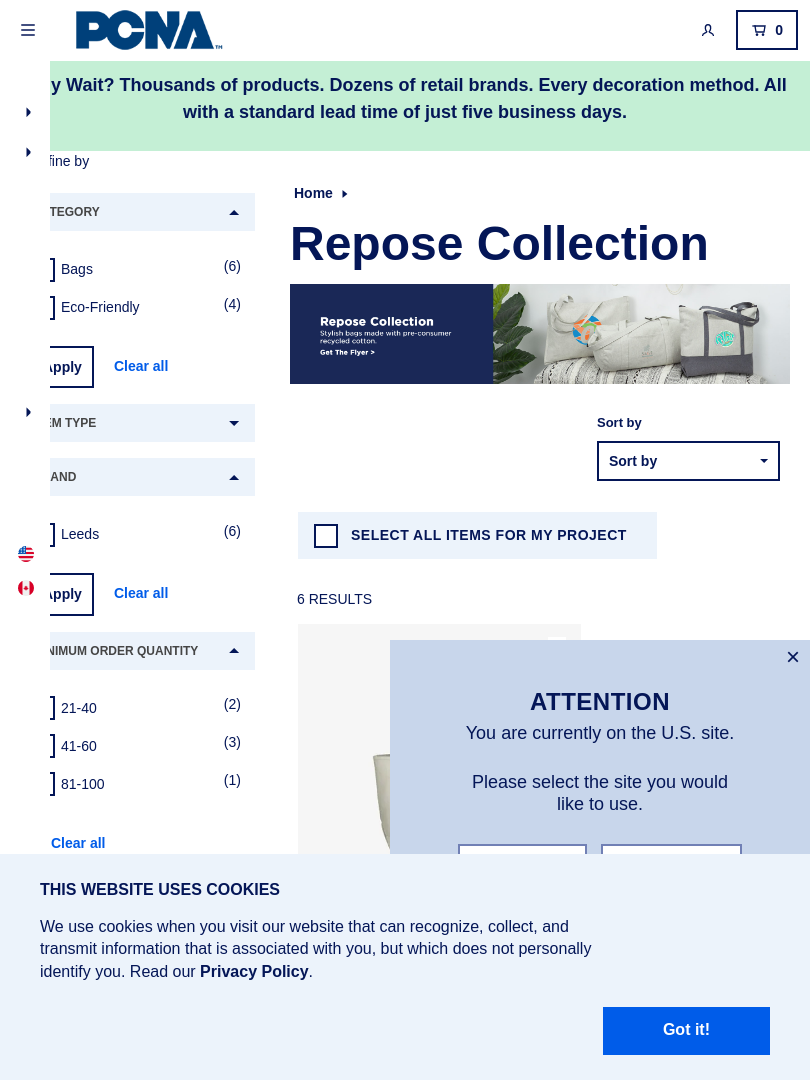 PCNA™
0
y Wait? Thousands of products. Dozens of retail brands. Every decoration method. All
with a standard lead time of just five business days.
fine by
Home
TEGORY
Repose Collection
Bags (6)
Eco-Friendly (4)
Repose Collection
Stylish bags made with pre-consumer
recycled cotton.
Get The Flyer >
Apply Clear all
EM TYPE
Sort by
Sort by
AND
Leeds (6)
SELECT ALL ITEMS FOR MY PROJECT
Apply Clear all
6 RESULTS
NIMUM ORDER QUANTITY
21-40 (2)
41-60 (3)
81-100 (1)
Clear all
ATTENTION
You are currently on the U.S. site.
Please select the site you would
like to use.
THIS WEBSITE USES COOKIES
We use cookies when you visit our website that can recognize, collect, and
transmit information that is associated with you, but which does not personally
identify you. Read our Privacy Policy.
Got it!